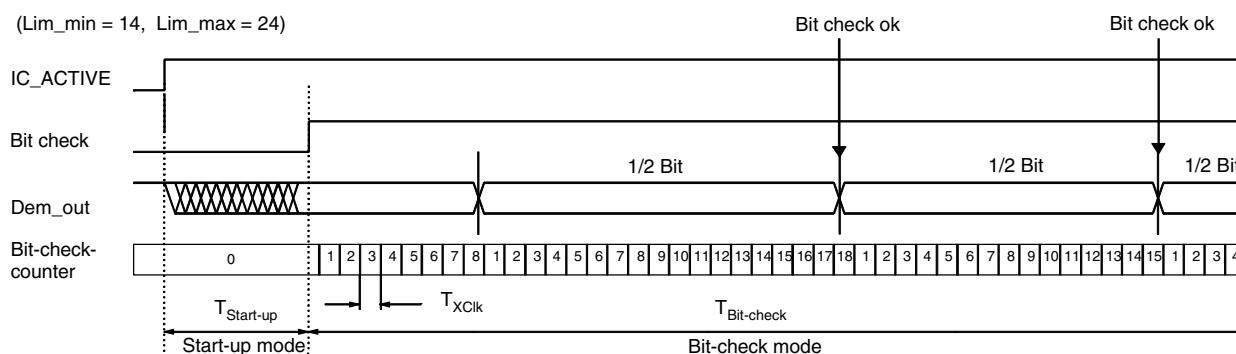 (Lim_min = 14, Lim_max = 24)
Bit check ok
Bit check ok
IC_ACTIVE
Bit check
1/2 Bit
1/2 Bit
1/2 Bit
Dem_out
Bit-check-
counter
0
1 2 3 4 5 6 7 8 1 2 3 4 5 6 7 8 9 10 11 12 13 14 15 16 17 18 1 2 3 4 5 6 7 8 9 10 11 12 13 14 15 1 2 3 4
TStart-up
TXClk
TBit-check
Start-up mode
Bit-check mode